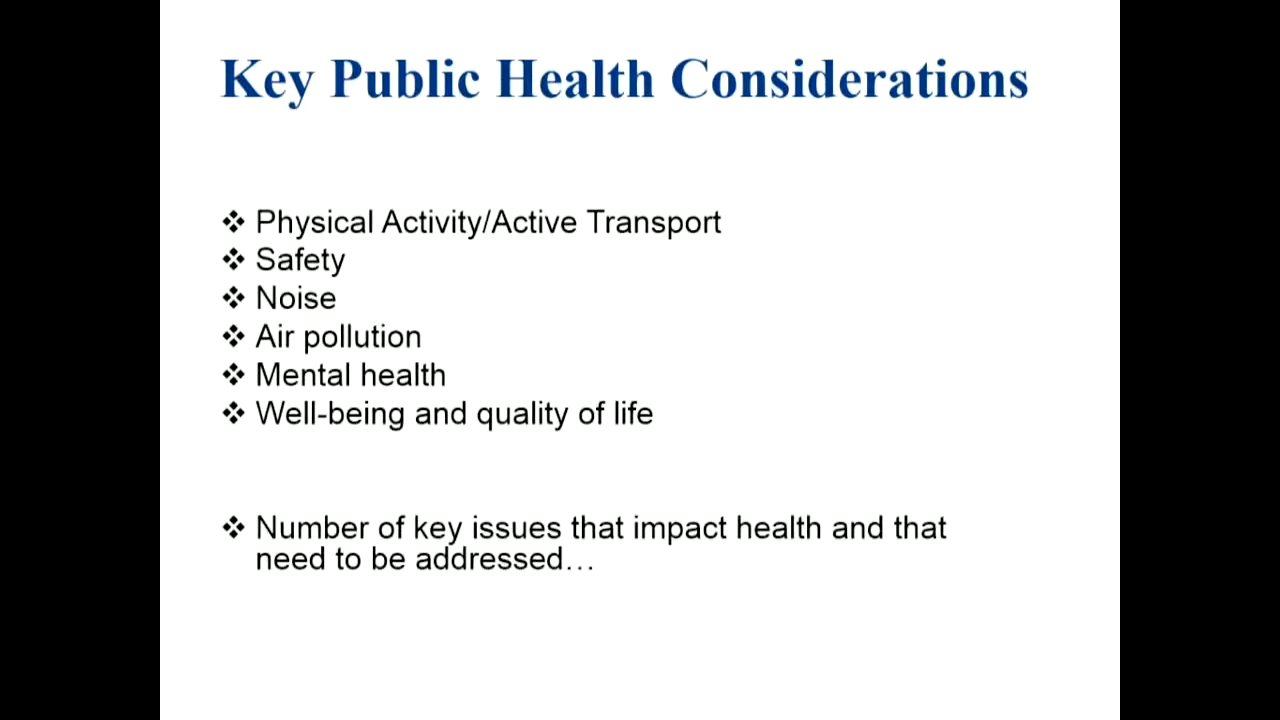 Key Public Health Considerations
❖ Physical Activity/Active Transport
❖ Safety
❖ Noise
❖ Air pollution
❖ Mental health
❖ Well-being and quality of life
❖ Number of key issues that impact health and that
need to be addressed…